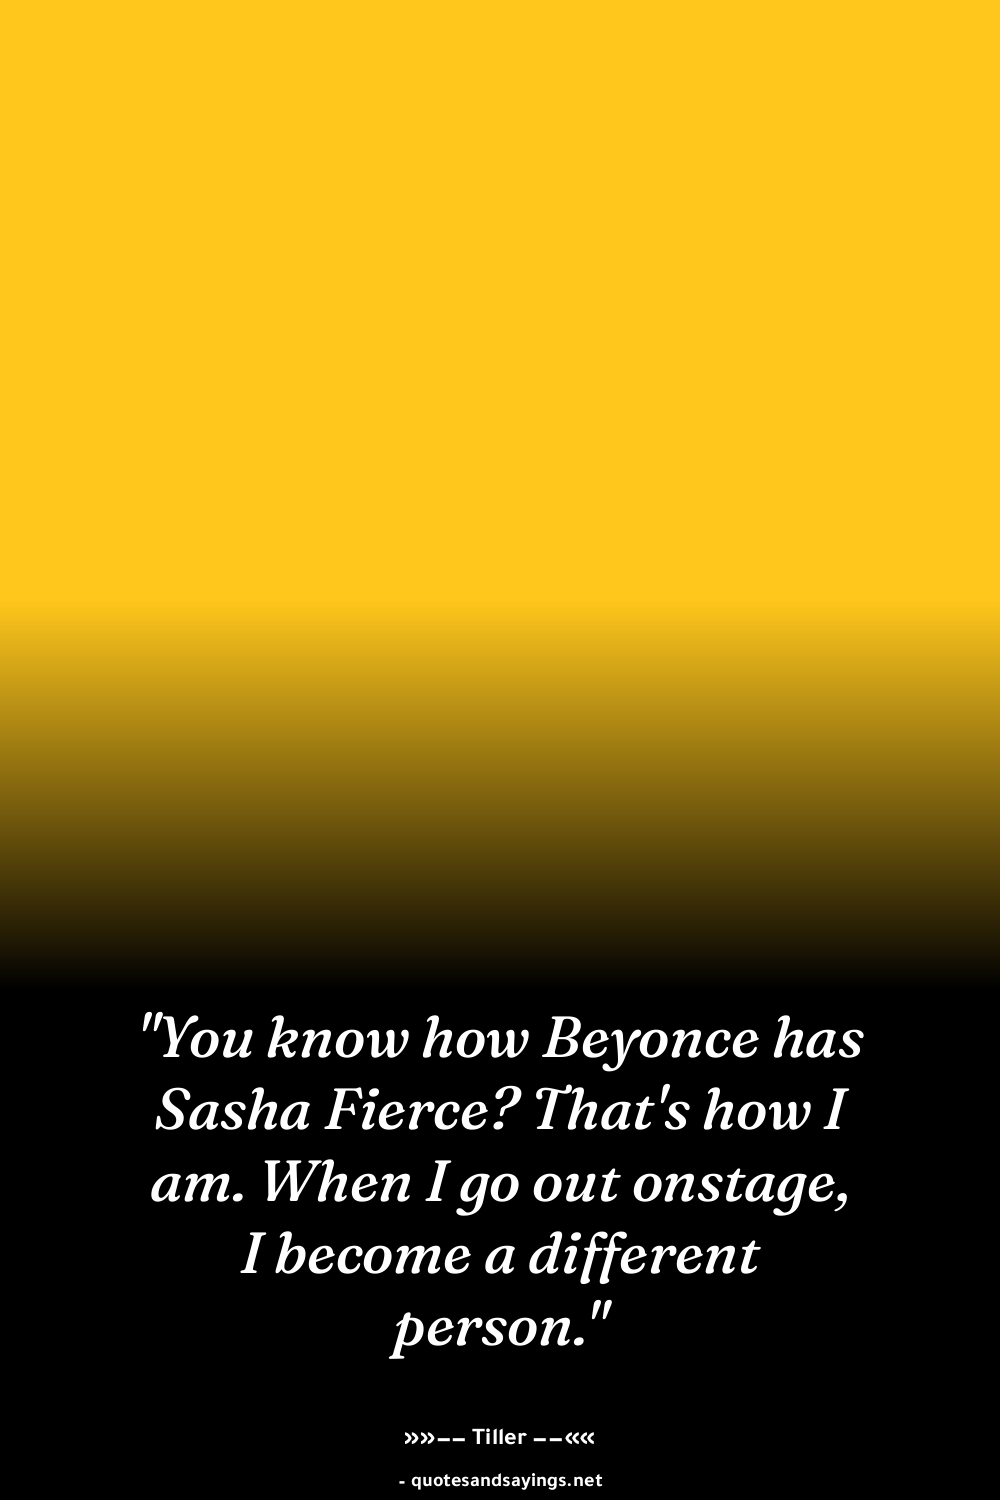 "You know how Beyonce has
Sasha Fierce? That's how I
am. When I go out onstage,
I become a different
person."
»»−− Tiller −−««
- quotesandsayings.net